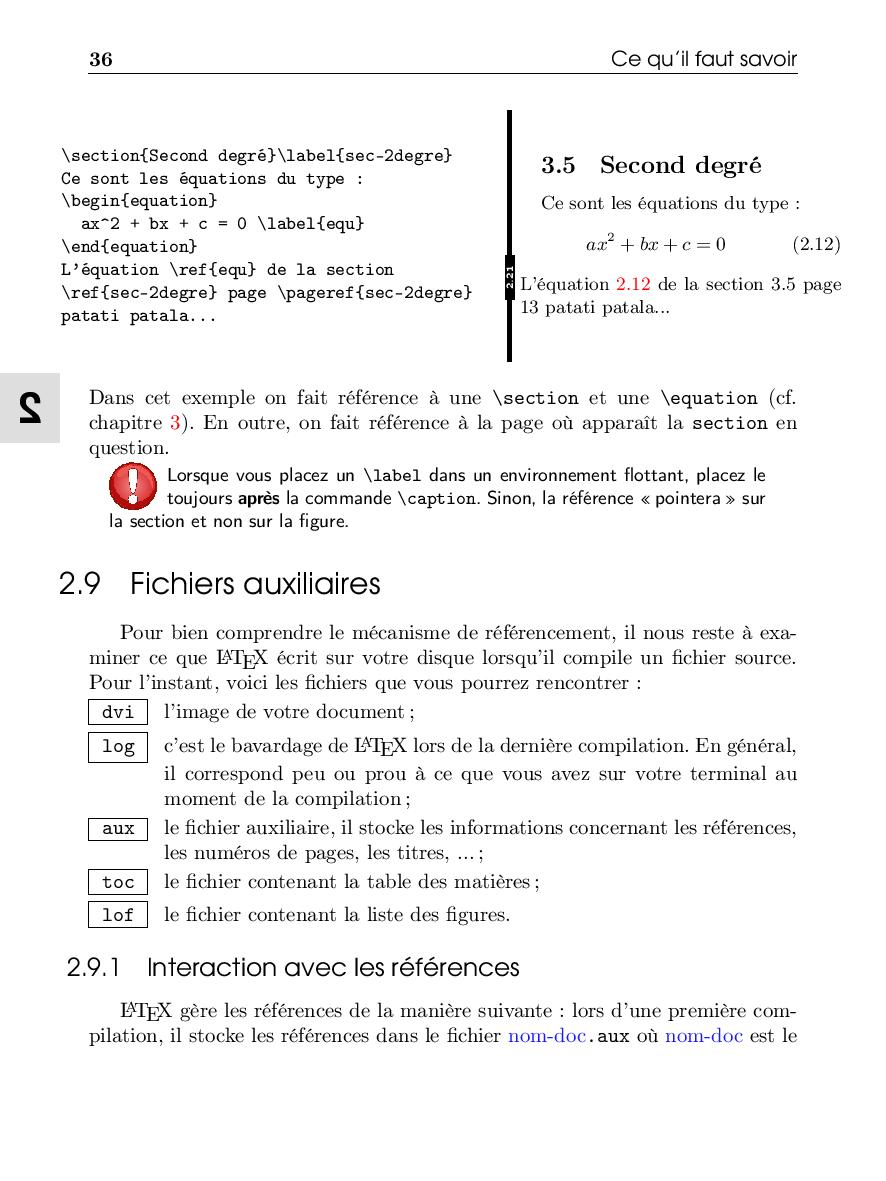 36 Ce qu'il faut savoir
\section{Second degré}\label{sec-2degre}
Ce sont les équations du type :
\begin{equation}
ax^2 + bx + c = 0 \label{equ}
\end{equation}
L'équation \ref{equ} de la section
\ref{sec-2degre} page \pageref{sec-2degre}
patati patala...
2.21
3.5 Second degré
Ce sont les équations du type :
ax² + bx + c = 0 (2.12)
L'équation 2.12 de la section 3.5 page
13 patati patala...
2
Dans cet exemple on fait référence à une \section et une \equation (cf.
chapitre 3). En outre, on fait référence à la page où apparaît la section en
question.
Lorsque vous placez un \label dans un environnement flottant, placez le
toujours après la commande \caption. Sinon, la référence « pointera » sur
la section et non sur la figure.
2.9 Fichiers auxiliaires
Pour bien comprendre le mécanisme de référencement, il nous reste à exa-
miner ce que LATEX écrit sur votre disque lorsqu'il compile un fichier source.
Pour l'instant, voici les fichiers que vous pourrez rencontrer :
dvi l'image de votre document ;
log c'est le bavardage de LATEX lors de la dernière compilation. En général,
il correspond peu ou prou à ce que vous avez sur votre terminal au
moment de la compilation ;
aux le fichier auxiliaire, il stocke les informations concernant les références,
les numéros de pages, les titres, ... ;
toc le fichier contenant la table des matières ;
lof le fichier contenant la liste des figures.
2.9.1 Interaction avec les références
LATEX gère les références de la manière suivante : lors d'une première com-
pilation, il stocke les références dans le fichier nom-doc.aux où nom-doc est le